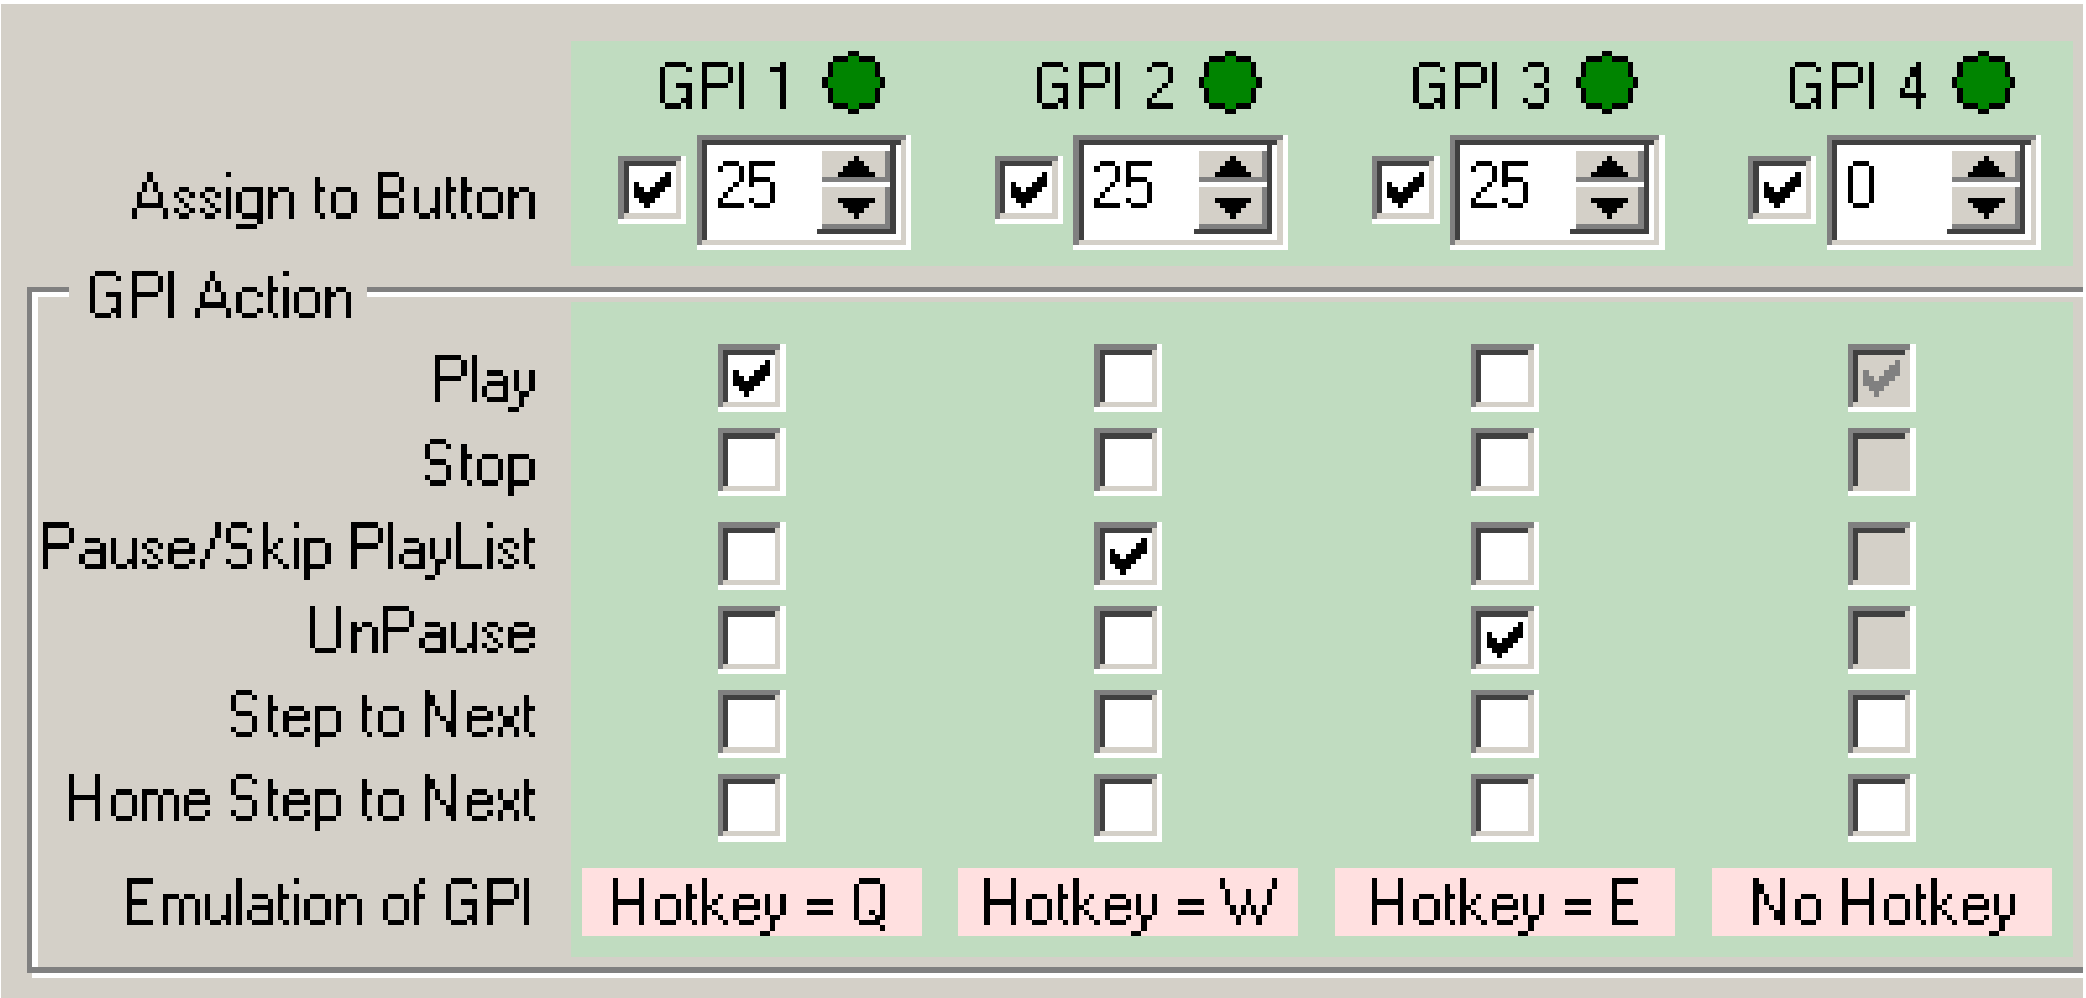 GPI 1 GPI 2 GPI 3 GPI 4
Assign to Button 25 25 25 0
GPI Action
Play
Stop
Pause/Skip PlayList
UnPause
Step to Next
Home Step to Next
Emulation of GPI Hotkey = Q Hotkey = W Hotkey = E No Hotkey